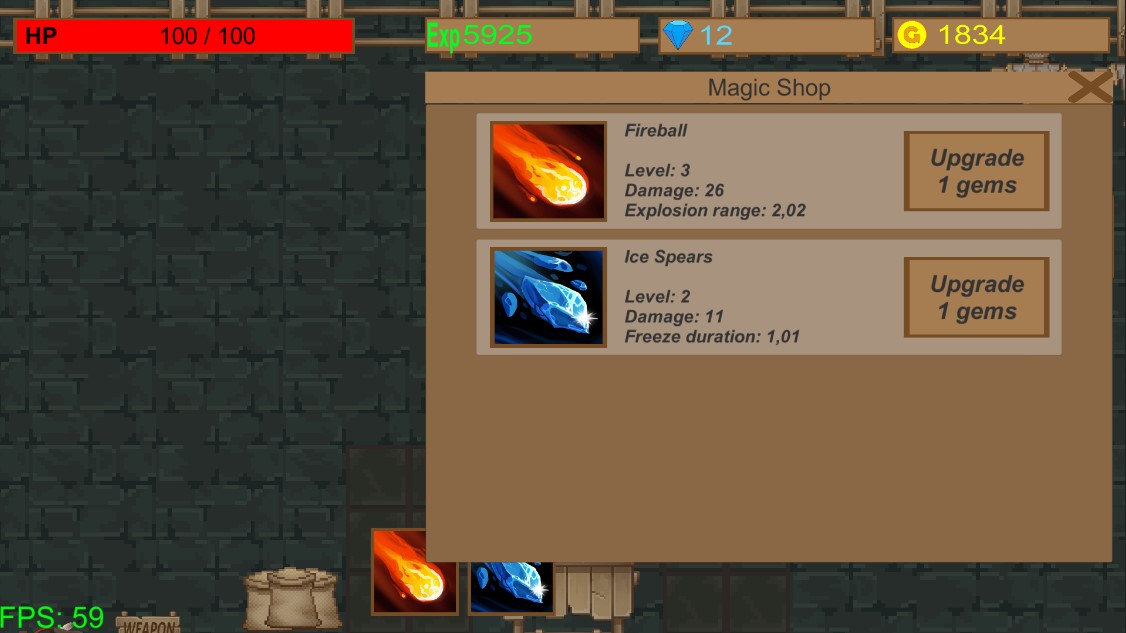 HP 100 / 100 Exp 5925 12 G 1834
Magic Shop
Fireball
Level: 3
Damage: 26
Explosion range: 2,02
Upgrade
1 gems
Ice Spears
Level: 2
Damage: 11
Freeze duration: 1,01
Upgrade
1 gems
FPS: 59
WEAPON